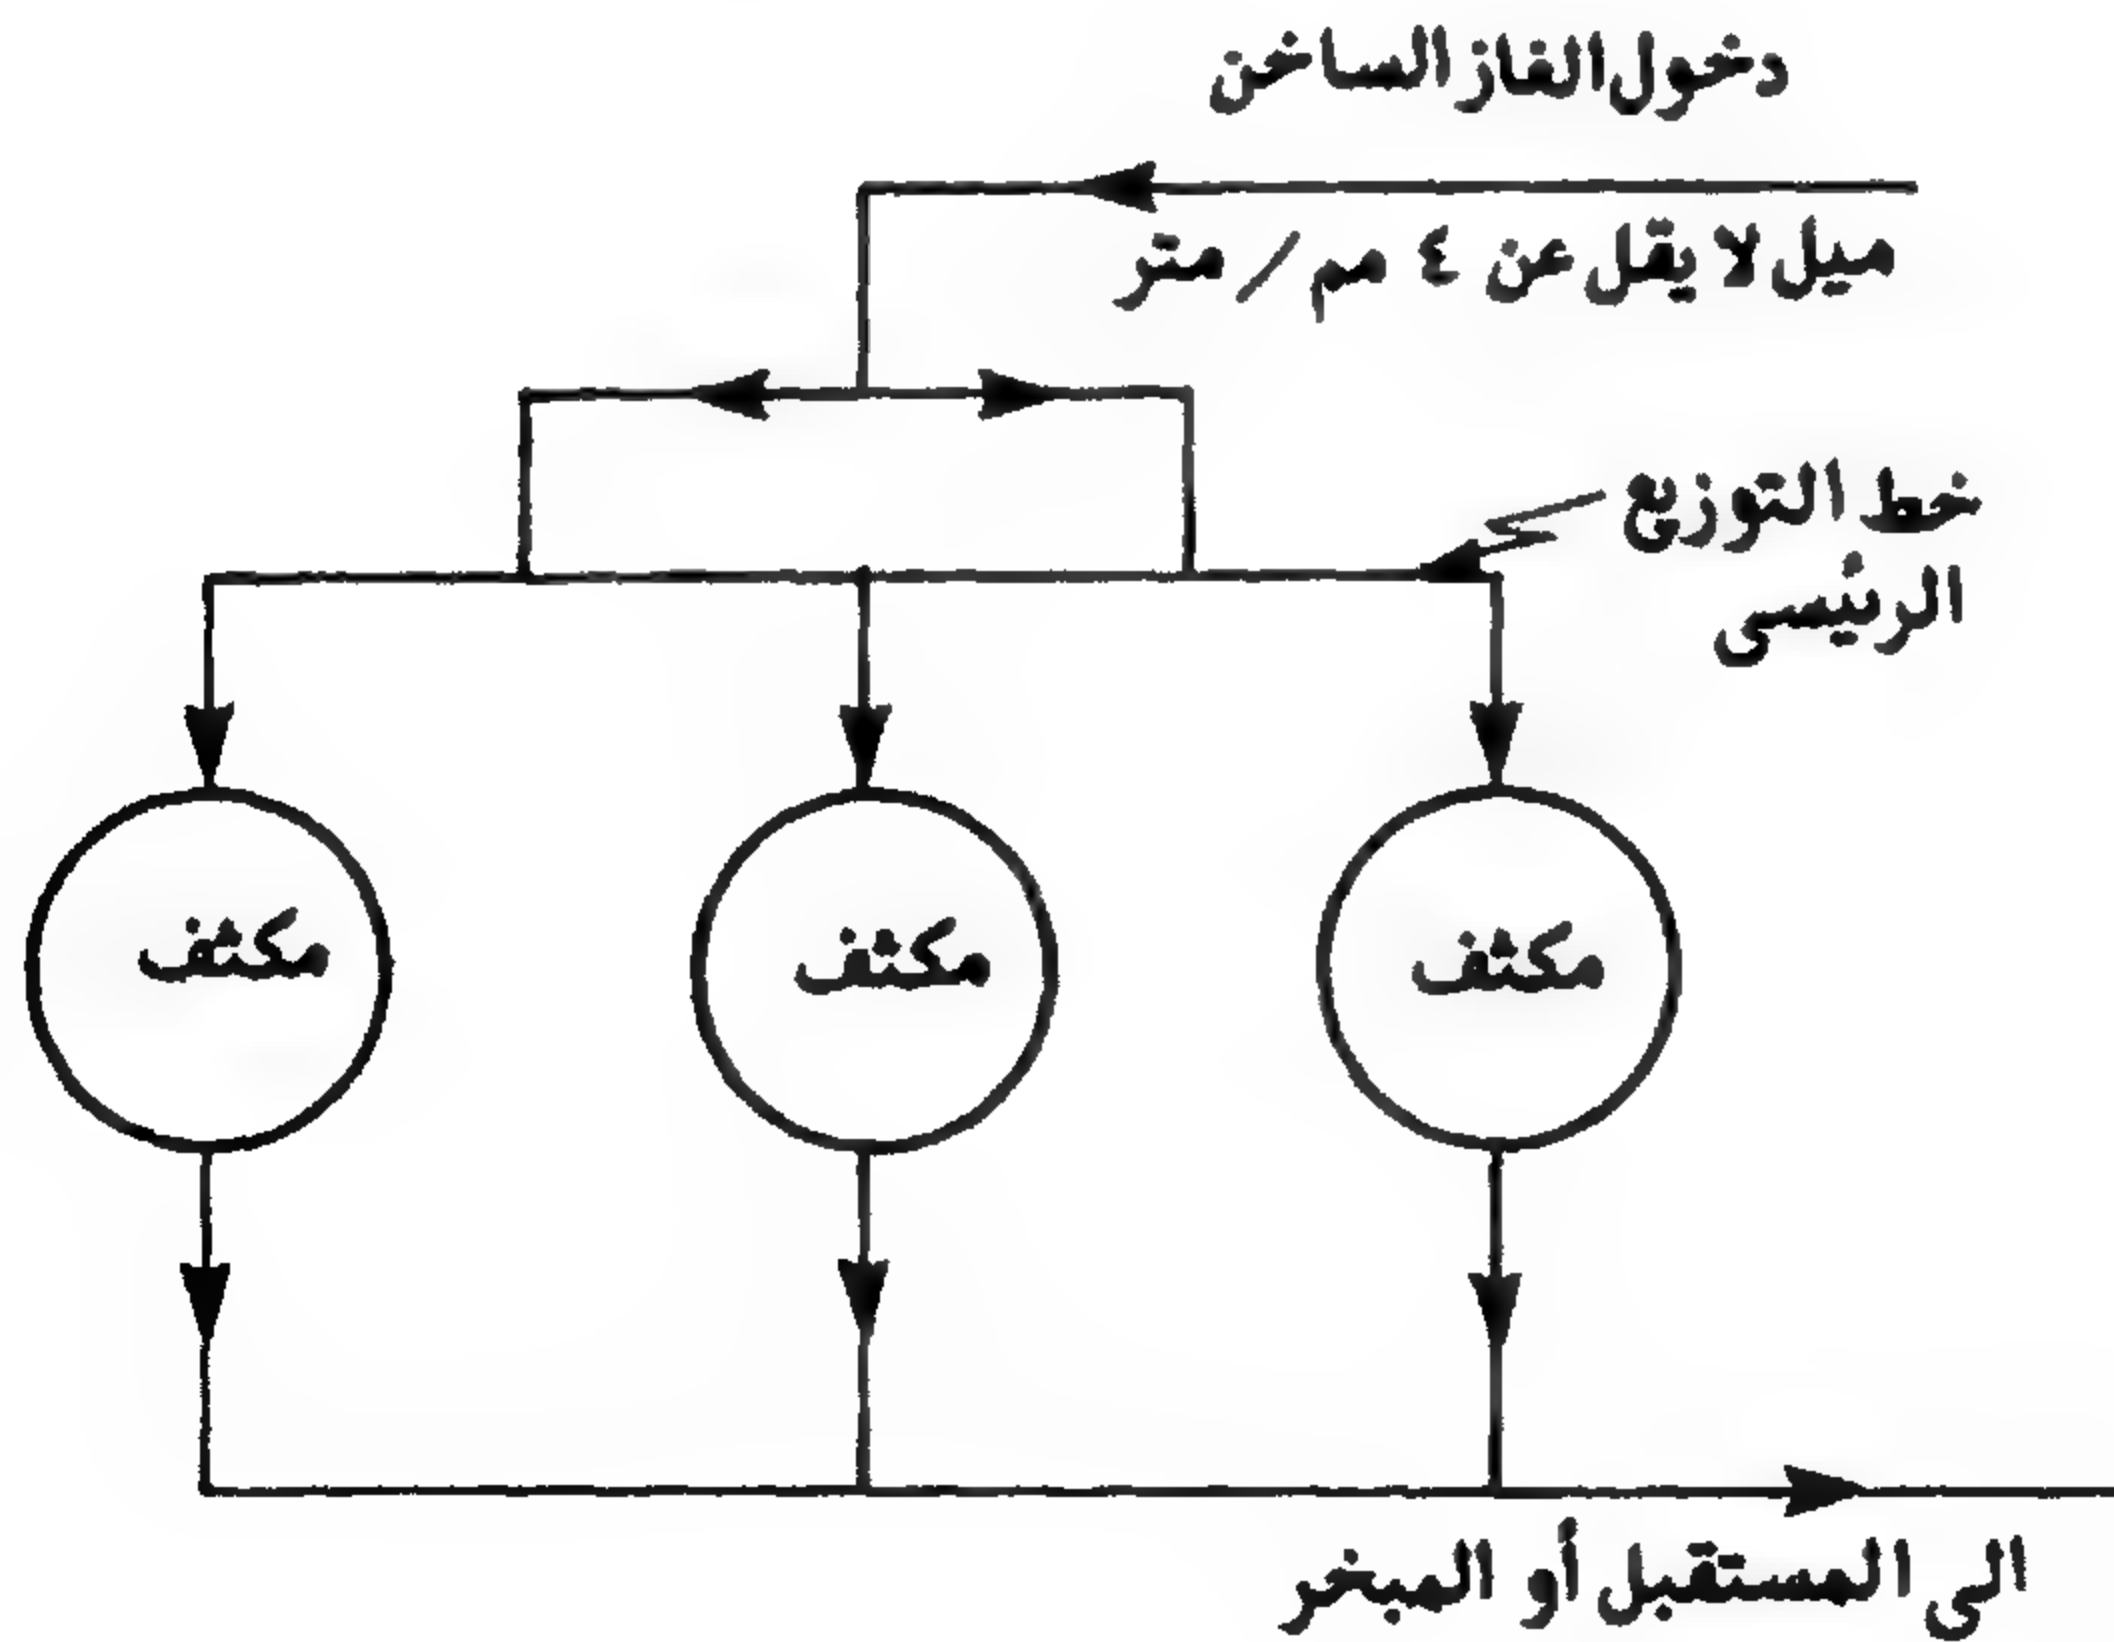 دخول الغاز الساخن
ميل لا يقل عن ٤ مم / متر
خط التوزيع
الرئيسى
مكثف
مكثف
مكثف
الى المستقبل أو المبخر